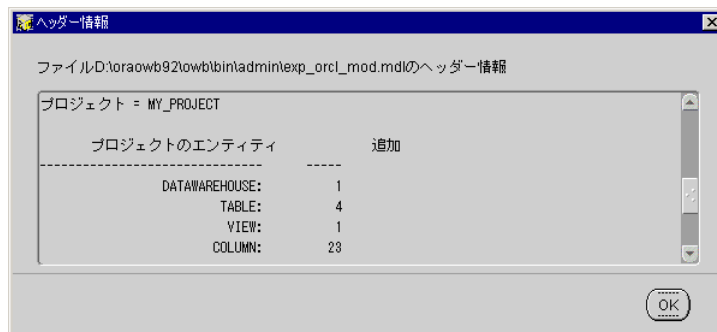 ヘッダー情報
ファイルD:\oraowb92\owb\bin\admin\exp_orcl_mod.mdlのヘッダー情報
プロジェクト = MY_PROJECT
プロジェクトのエンティティ 追加
------------------------------- -----
DATAWAREHOUSE: 1
TABLE: 4
VIEW: 1
COLUMN: 23
OK